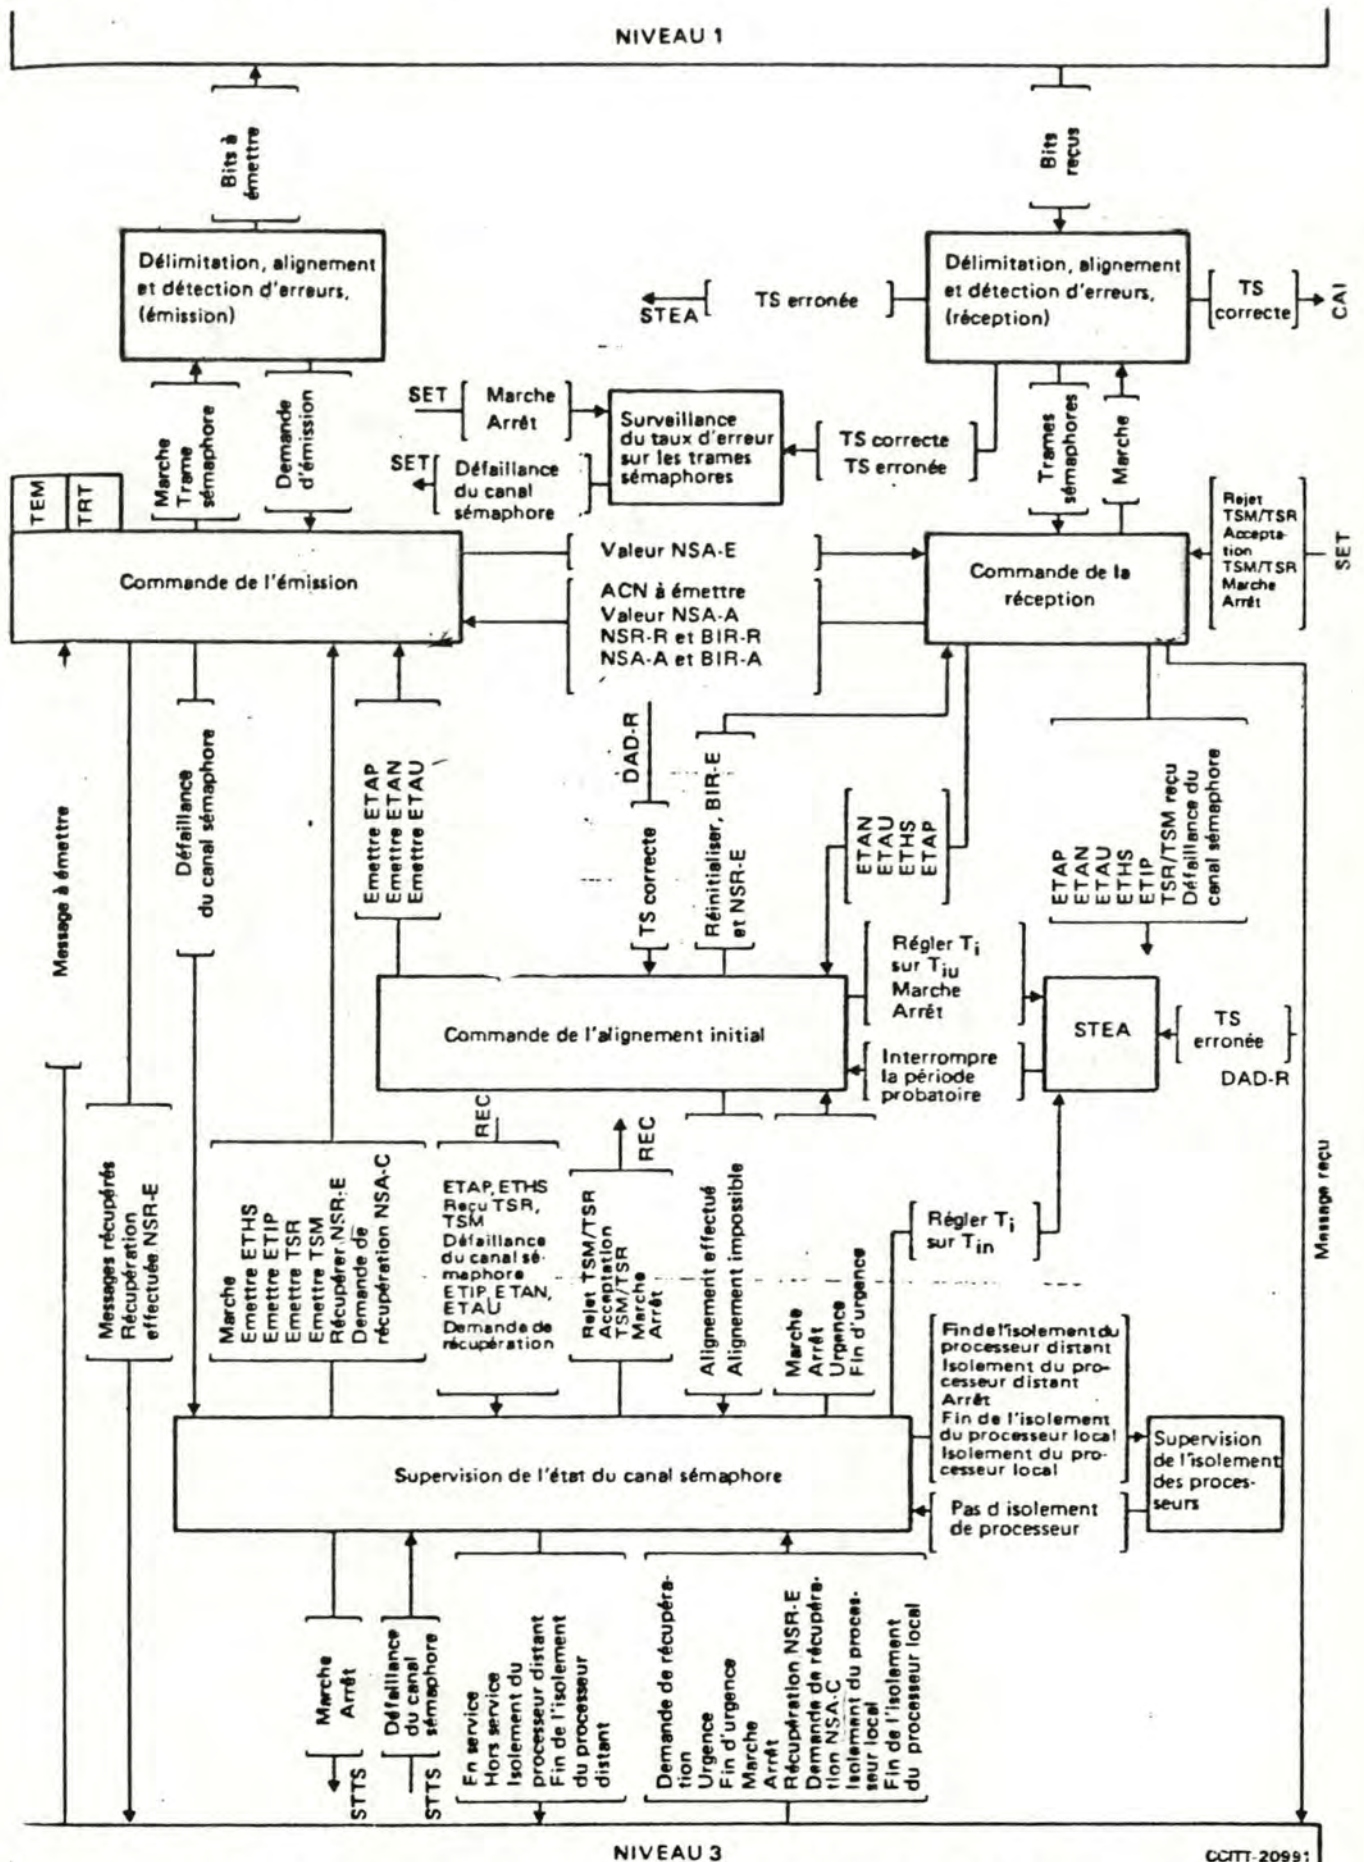 NIVEAU 1
Bits à
émettre
Bits
reçus
Délimitation, alignement
et détection d'erreurs,
(émission)
STEA
TS erronée
Délimitation, alignement
et détection d'erreurs,
(réception)
TS
correcte
CAI
Marche
Trame
sémaphore
Demande
d'émission
SET
Marche
Arrêt
SET
Défaillance
du canal
sémaphore
Surveillance
du taux d'erreur
sur les trames
sémaphores
TS correcte
TS erronée
Trames
sémaphores
Marche
TEM
TRT
Commande de l'émission
Valeur NSA-E
ACN à émettre
Valeur NSA-A
NSR-R et BIR-R
NSA-A et BIR-A
Commande de la
réception
Rejet
TSM/TSR
Accepta-
tion
TSM/TSR
Marche
Arrêt
SET
Message à émettre
Défaillance
du canal sémaphore
Emettre ETAP
Emettre ETAN
Emettre ETAU
DAD-R
TS correcte
Réinitialiser, BIR-E
et NSR-E
ETAN
ETAU
ETHS
ETAP
ETAP
ETAN
ETAU
ETHS
ETIP
TSR/TSM reçu
Défaillance du
canal sémaphore
Commande de l'alignement initial
Régler Ti
sur Tiu
Marche
Arrêt
Interrompre
la période
probatoire
STEA
TS
erronée
DAD-R
Messages récupérés
Récupération
effectuée NSR-E
Marche
Emettre ETHS
Emettre ETIP
Emettre TSR
Emettre TSM
Récupérer NSR-E
Demande de
récupération NSA-C
REC
ETAP, ETHS
Reçu TSR,
TSM
Défaillance
du canal sé-
maphore
ETIP, ETAN,
ETAU
Demande de
récupération
REC
Rejet TSM/TSR
Acceptation
TSM/TSR
Marche
Arrêt
Alignement effectué
Alignement impossible
Marche
Arrêt
Urgence
Fin d'urgence
Régler Ti
sur Tin
Message reçu
Supervision de l'état du canal sémaphore
Fin de l'isolement du
processeur distant
Isolement du pro-
cesseur distant
Arrêt
Fin de l'isolement
du processeur local
Isolement du pro-
cesseur local
Pas d isolement
de processeur
Supervision
de l'isolement
des proces-
seurs
Marche
Arrêt
STTS
Défaillance
du canal
sémaphore
STTS
En service
Hors service
Isolement du
processeur distant
Fin de l'isolement
du processeur
distant
Demande de récupéra-
tion
Urgence
Fin d'urgence
Marche
Arrêt
Récupération NSR-E
Demande de récupéra-
tion NSA-C
Isolement du proces-
seur local
Fin de l'isolement
du processeur local
NIVEAU 3
CCITT-20991